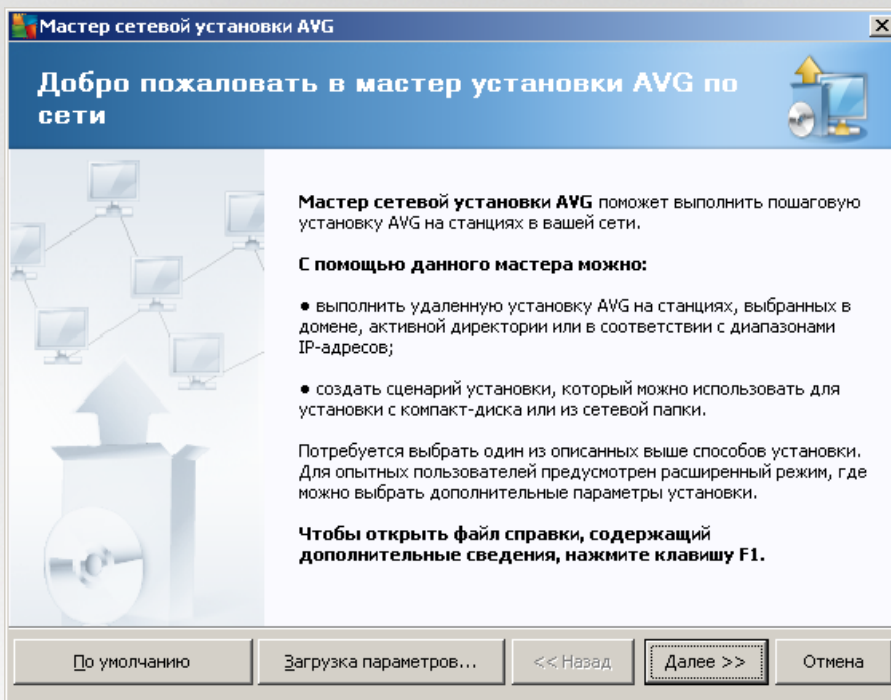 Мастер сетевой установки AVG
Добро пожаловать в мастер установки AVG по
сети
Мастер сетевой установки AVG поможет выполнить пошаговую
установку AVG на станциях в вашей сети.
С помощью данного мастера можно:
● выполнить удаленную установку AVG на станциях, выбранных в
домене, активной директории или в соответствии с диапазонами
IP-адресов;
● создать сценарий установки, который можно использовать для
установки с компакт-диска или из сетевой папки.
Потребуется выбрать один из описанных выше способов установки.
Для опытных пользователей предусмотрен расширенный режим, где
можно выбрать дополнительные параметры установки.
Чтобы открыть файл справки, содержащий
дополнительные сведения, нажмите клавишу F1.
По умолчанию
Загрузка параметров...
<< Назад
Далее >>
Отмена